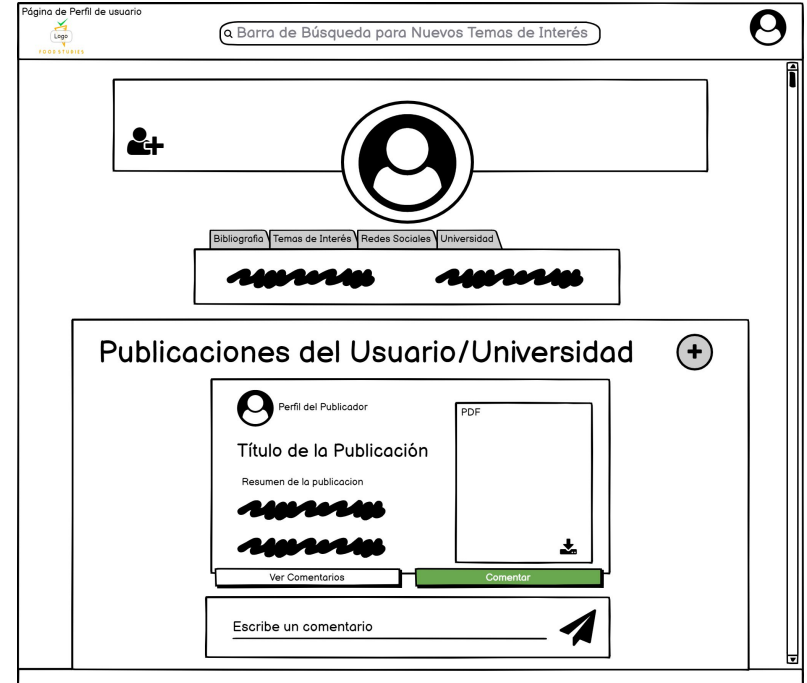 Página de Perfil de usuario
Logo
FOOD STUDIES
Barra de Búsqueda para Nuevos Temas de Interés
Bibliografia Temas de Interés Redes Sociales Universidad
Publicaciones del Usuario/Universidad
Perfil del Publicador
PDF
Título de la Publicación
Resumen de la publicacion
Ver Comentarios
Comentar
Escribe un comentario